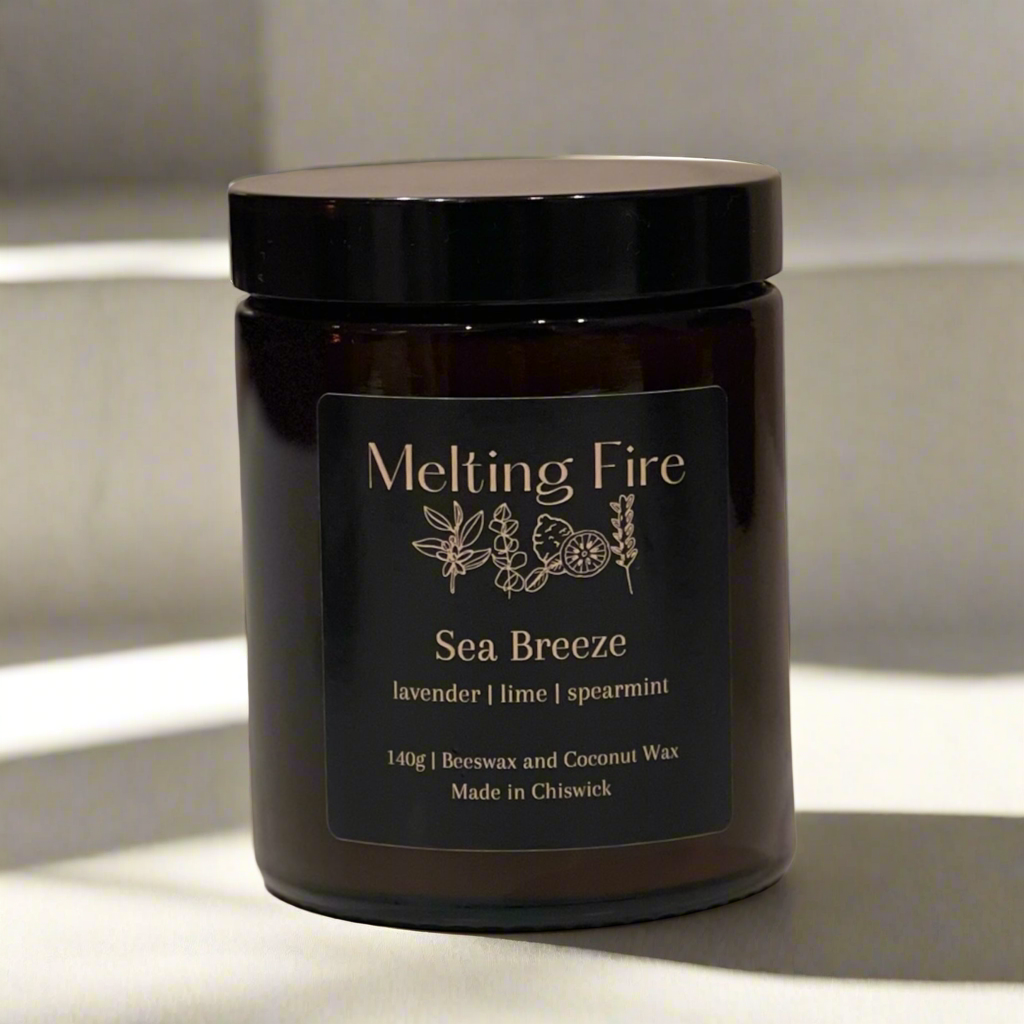 Melting Fire
Sea Breeze
lavender | lime | spearmint
140g | Beeswax and Coconut Wax
Made in Chiswick